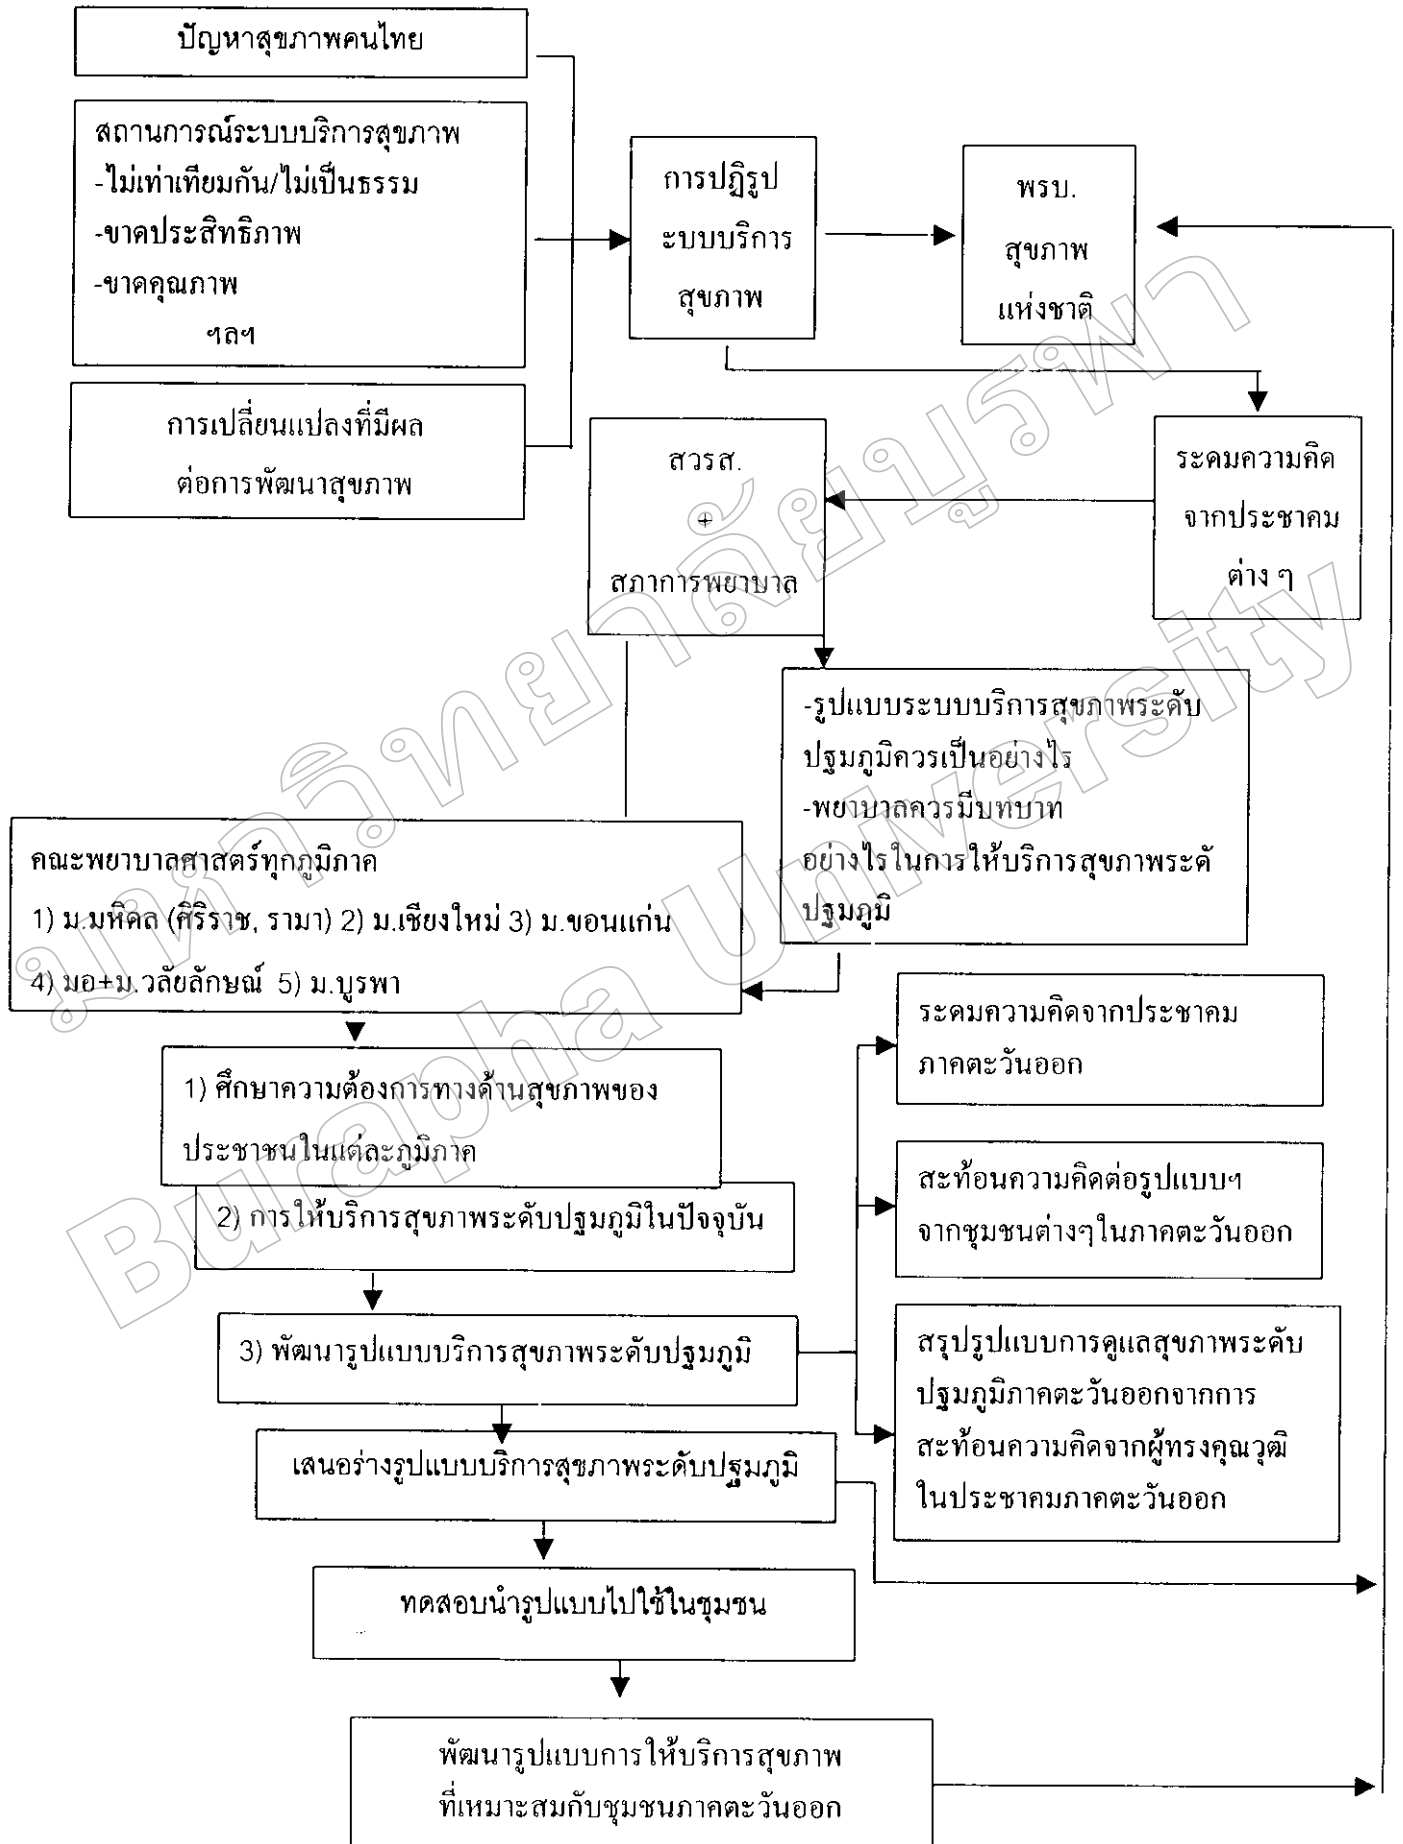 ปัญหาสุขภาพคนไทย
สถานการณ์ระบบบริการสุขภาพ
-ไม่เท่าเทียมกัน/ไม่เป็นธรรม
-ขาดประสิทธิภาพ
-ขาดคุณภาพ
ฯลฯ
การเปลี่ยนแปลงที่มีผล
ต่อการพัฒนาสุขภาพ
การปฏิรูป
ะบบบริการ
สุขภาพ
พรบ.
สุขภาพ
แห่งชาติ
ระดมความคิด
จากประชาคม
ต่าง ๆ
สวรส.
+
สภาการพยาบาล
-รูปแบบระบบบริการสุขภาพระดับ
ปฐมภูมิควรเป็นอย่างไร
-พยาบาลควรมีบทบาท
อย่างไรในการให้บริการสุขภาพระดั
ปฐมภูมิ
คณะพยาบาลศาสตร์ทุกภูมิภาค
1) ม.มหิดล (ศิริราช, รามา) 2) ม.เชียงใหม่ 3) ม.ขอนแก่น
4) มอ+ม.วลัยลักษณ์ 5) ม.บูรพา
1) ศึกษาความต้องการทางด้านสุขภาพของ
ประชาชนในแต่ละภูมิภาค
2) การให้บริการสุขภาพระดับปฐมภูมิในปัจจุบัน
3) พัฒนารูปแบบบริการสุขภาพระดับปฐมภูมิ
ระดมความคิดจากประชาคม
ภาคตะวันออก
สะท้อนความคิดต่อรูปแบบฯ
จากชุมชนต่างๆในภาคตะวันออก
สรุปรูปแบบการดูแลสุขภาพระดับ
ปฐมภูมิภาคตะวันออกจากการ
สะท้อนความคิดจากผู้ทรงคุณวุฒิ
ในประชาคมภาคตะวันออก
เสนอร่างรูปแบบบริการสุขภาพระดับปฐมภูมิ
ทดสอบนำรูปแบบไปใช้ในชุมชน
พัฒนารูปแบบการให้บริการสุขภาพ
ที่เหมาะสมกับชุมชนภาคตะวันออก
มหาวิทยาลัยบูรพา
Burapha University